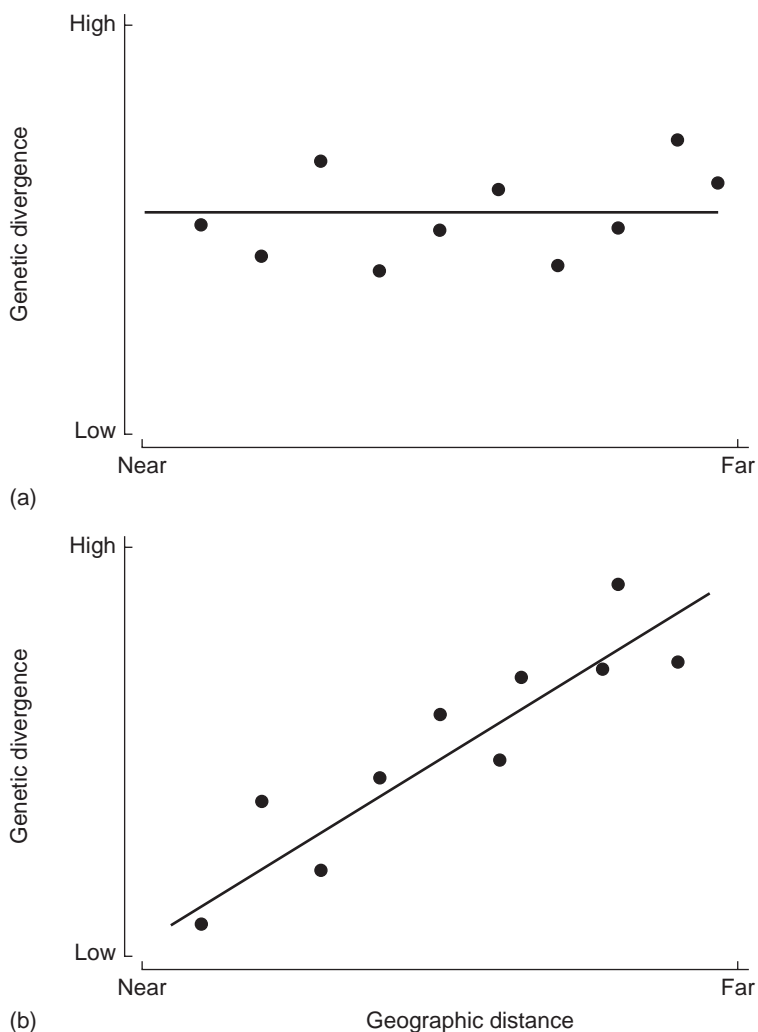 High
Genetic divergence
Low
Near Far
(a)
High
Genetic divergence
Low
Near Far
(b) Geographic distance